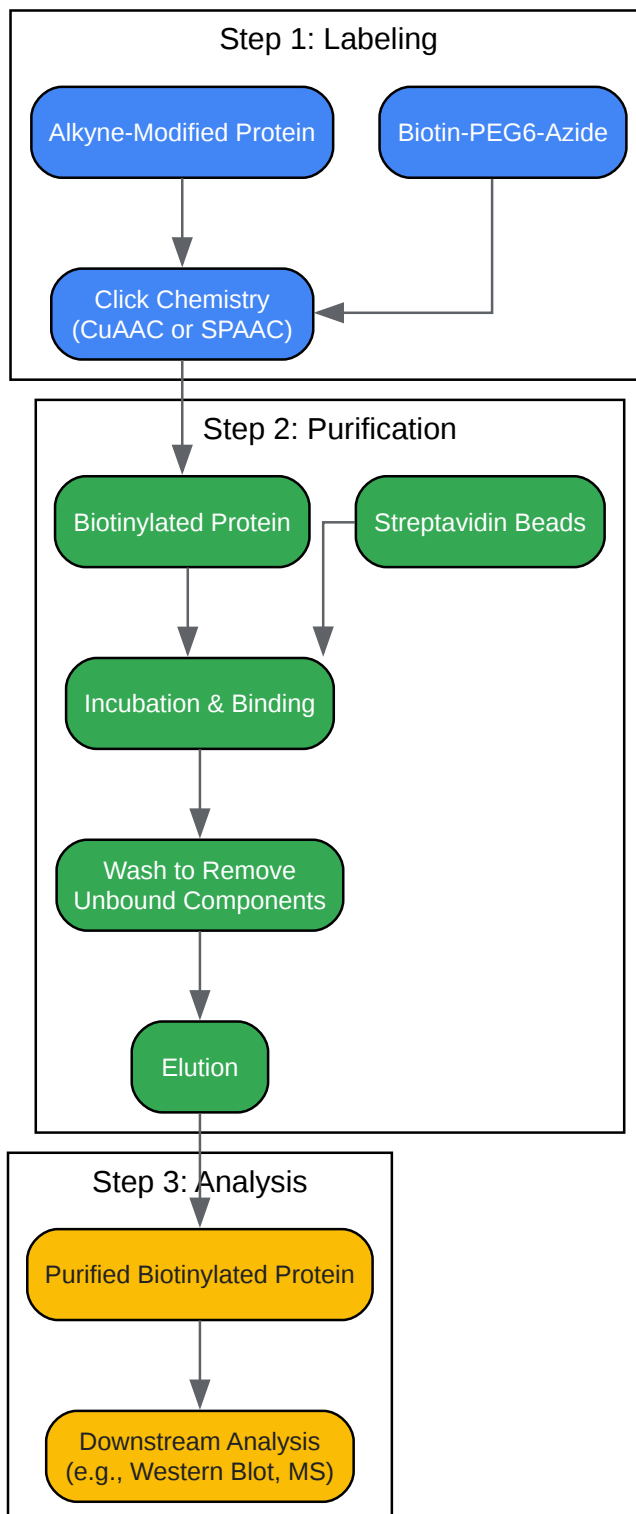 Step 1: Labeling
Alkyne-Modified Protein
Biotin-PEG6-Azide
Click Chemistry
(CuAAC or SPAAC)
Step 2: Purification
Biotinylated Protein
Streptavidin Beads
Incubation & Binding
Wash to Remove
Unbound Components
Elution
Step 3: Analysis
Purified Biotinylated Protein
Downstream Analysis
(e.g., Western Blot, MS)